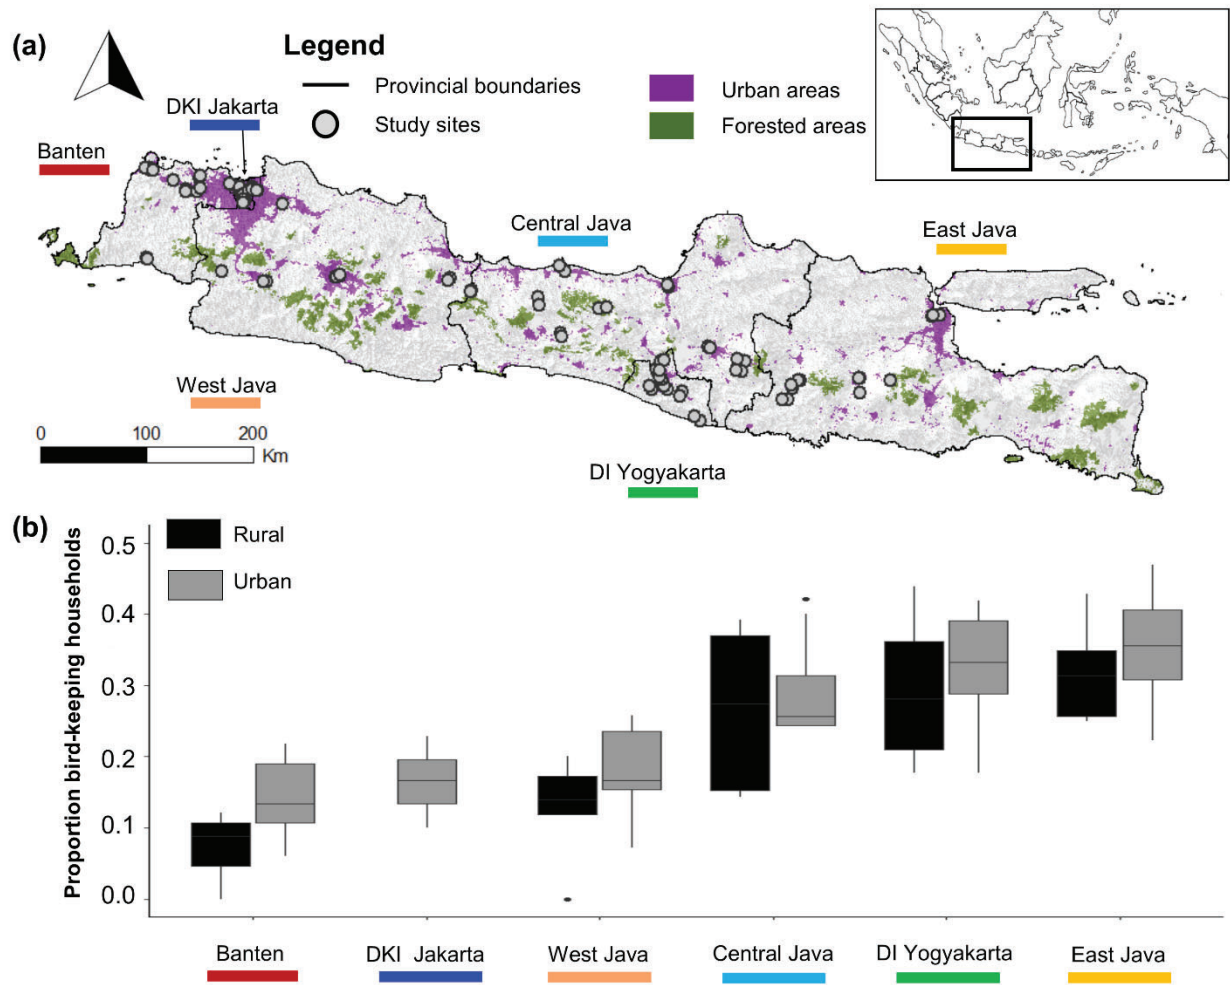 (a)
Legend
Provincial boundaries
Study sites
Urban areas
Forested areas
DKI Jakarta
Banten
Central Java
East Java
West Java
0 100 200
Km
DI Yogyakarta
(b)
Rural
Urban
Proportion bird-keeping households
0.5
0.4
0.3
0.2
0.1
0.0
Banten
DKI Jakarta
West Java
Central Java
DI Yogyakarta
East Java